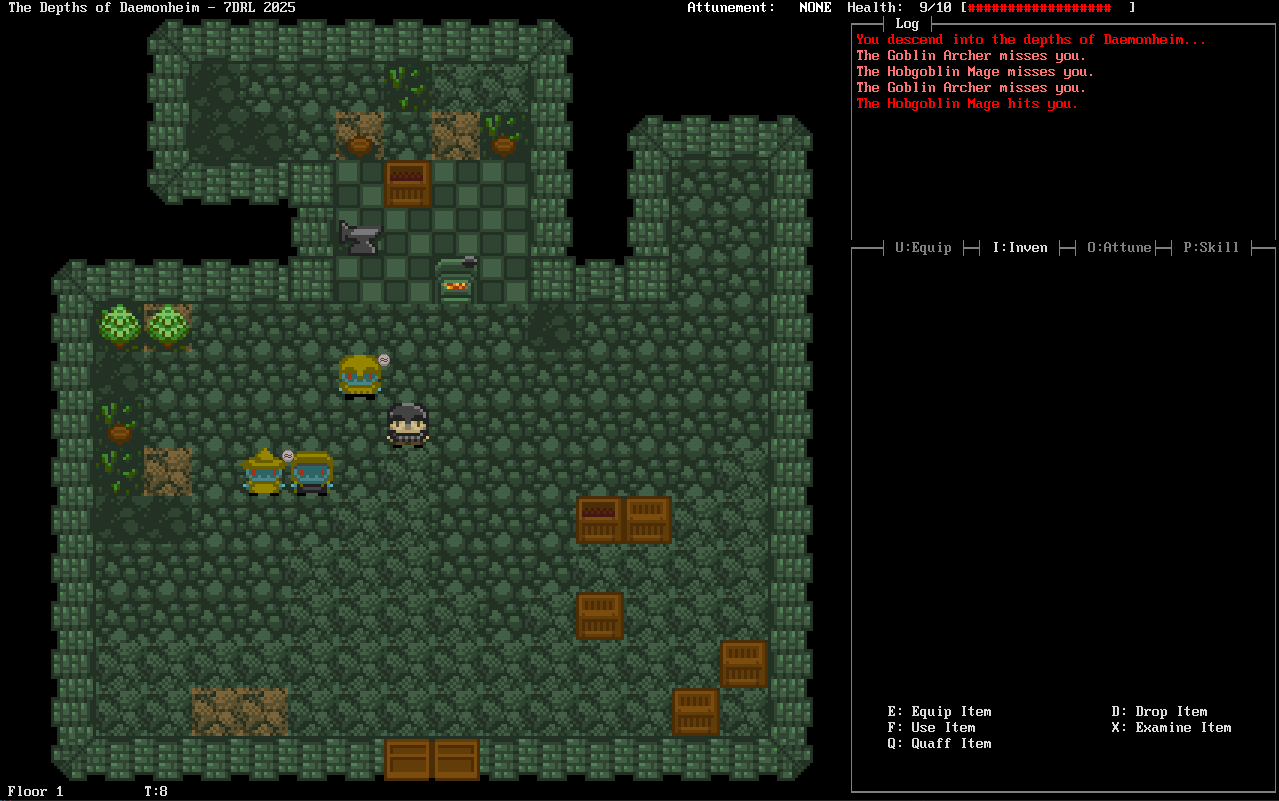 The Depths of Daemonheim - 7DRL 2025
Attunement: NONE Health: 9/10 [################## ]
Log
You descend into the depths of Daemonheim...
The Goblin Archer misses you.
The Hobgoblin Mage misses you.
The Goblin Archer misses you.
The Hobgoblin Mage hits you.
U:Equip I:Inven O:Attune P:Skill
E: Equip Item D: Drop Item
F: Use Item X: Examine Item
Q: Quaff Item
Floor 1 T:8